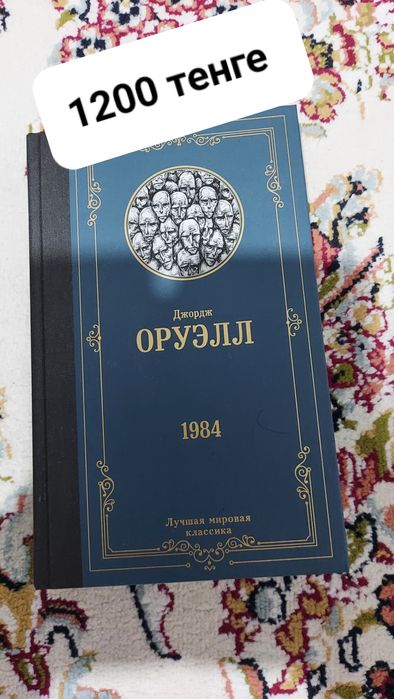 1200 тенге
Джордж
ОРУЭЛЛ
1984
Лучшая мировая
классика